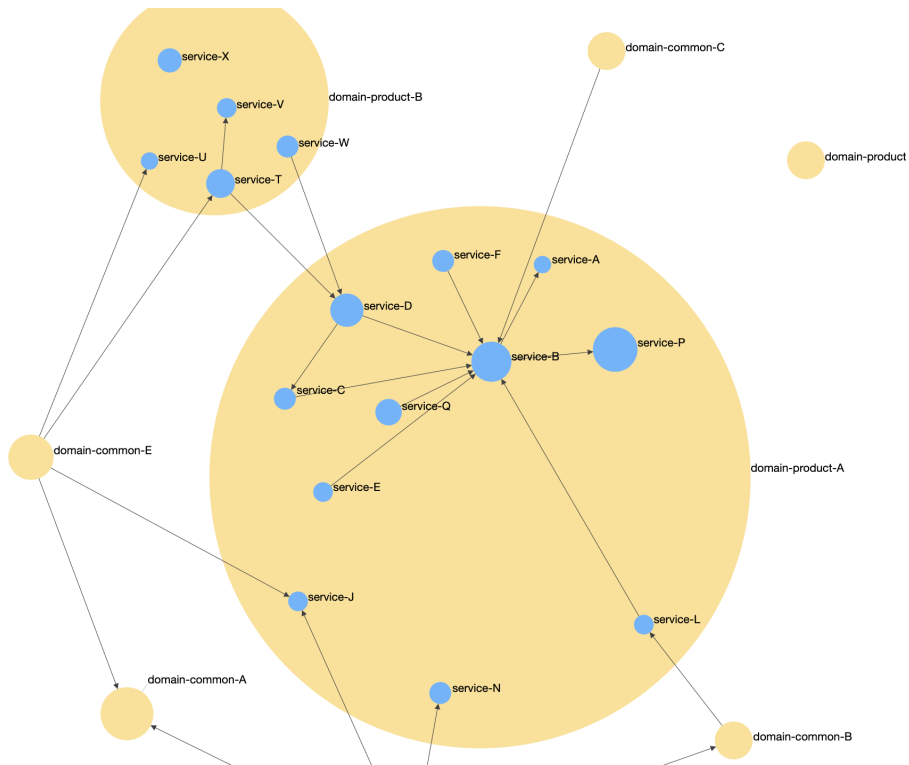 domain-common-C
service-X
domain-product-B
service-V
service-W
service-U
domain-product
service-T
service-F
service-A
service-D
service-P
service-B
service-C
service-Q
domain-common-E
domain-product-A
service-E
service-J
service-L
domain-common-A
service-N
domain-common-B